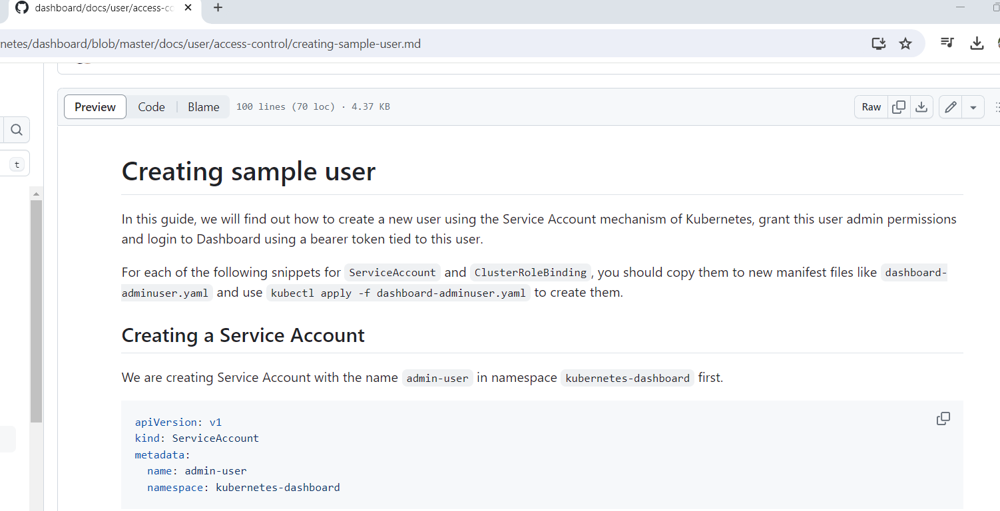 dashboard/docs/user/access-co
netes/dashboard/blob/master/docs/user/access-control/creating-sample-user.md
Preview Code Blame 100 lines (70 loc) · 4.37 KB Raw
t
Creating sample user
In this guide, we will find out how to create a new user using the Service Account mechanism of Kubernetes, grant this user admin permissions
and login to Dashboard using a bearer token tied to this user.
For each of the following snippets for ServiceAccount and ClusterRoleBinding, you should copy them to new manifest files like dashboard-
adminuser.yaml and use kubectl apply -f dashboard-adminuser.yaml to create them.
Creating a Service Account
We are creating Service Account with the name admin-user in namespace kubernetes-dashboard first.
apiVersion: v1
kind: ServiceAccount
metadata:
  name: admin-user
  namespace: kubernetes-dashboard